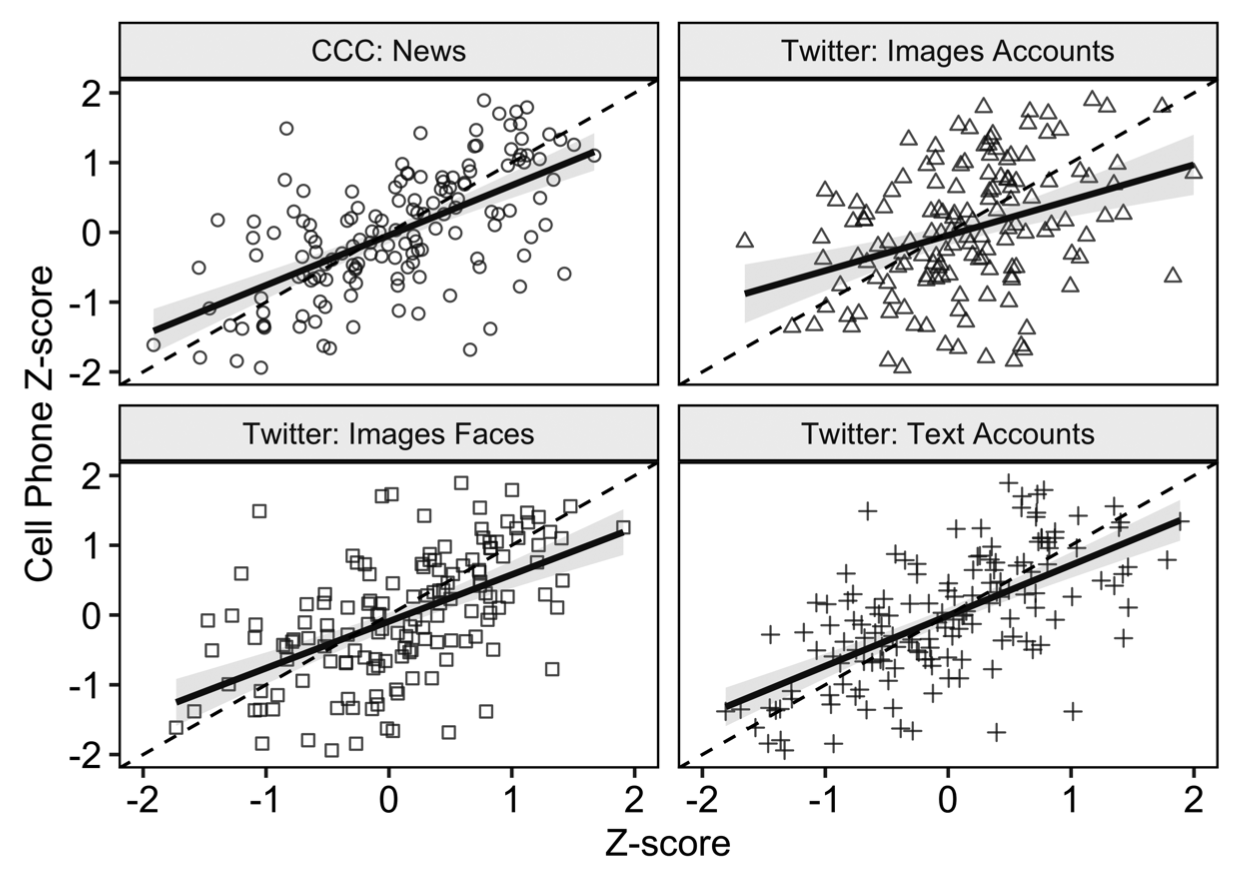 CCC: News
Twitter: Images Accounts
2
1
0
-1
-2
Cell Phone Z-score
Twitter: Images Faces
Twitter: Text Accounts
2
1
0
-1
-2
-2 -1 0 1 2
-2 -1 0 1 2
Z-score